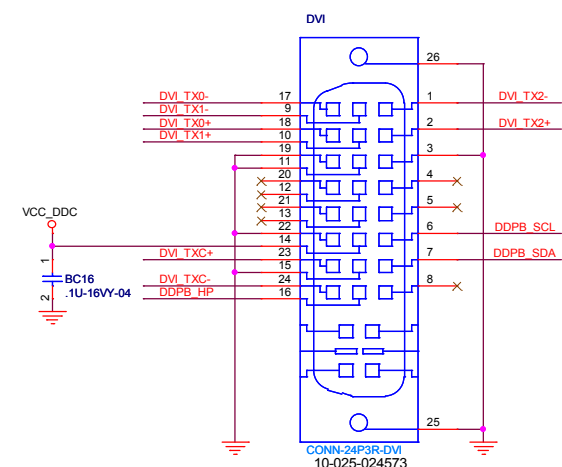 DVI
26
DVI_TX0- 17 1 DVI_TX2-
DVI_TX1- 9
DVI_TX0+ 18 2 DVI_TX2+
DVI_TX1+ 10
19 3
11
20 4
12
21 5
13
22 6 DDPB_SCL
VCC_DDC
14
DVI_TXC+ 23 7 DDPB_SDA
15
1
BC16
DVI_TXC- 24 8
.1U-16VY-04
2
DDPB_HP 16
25
CONN-24P3R-DVI
10-025-024573